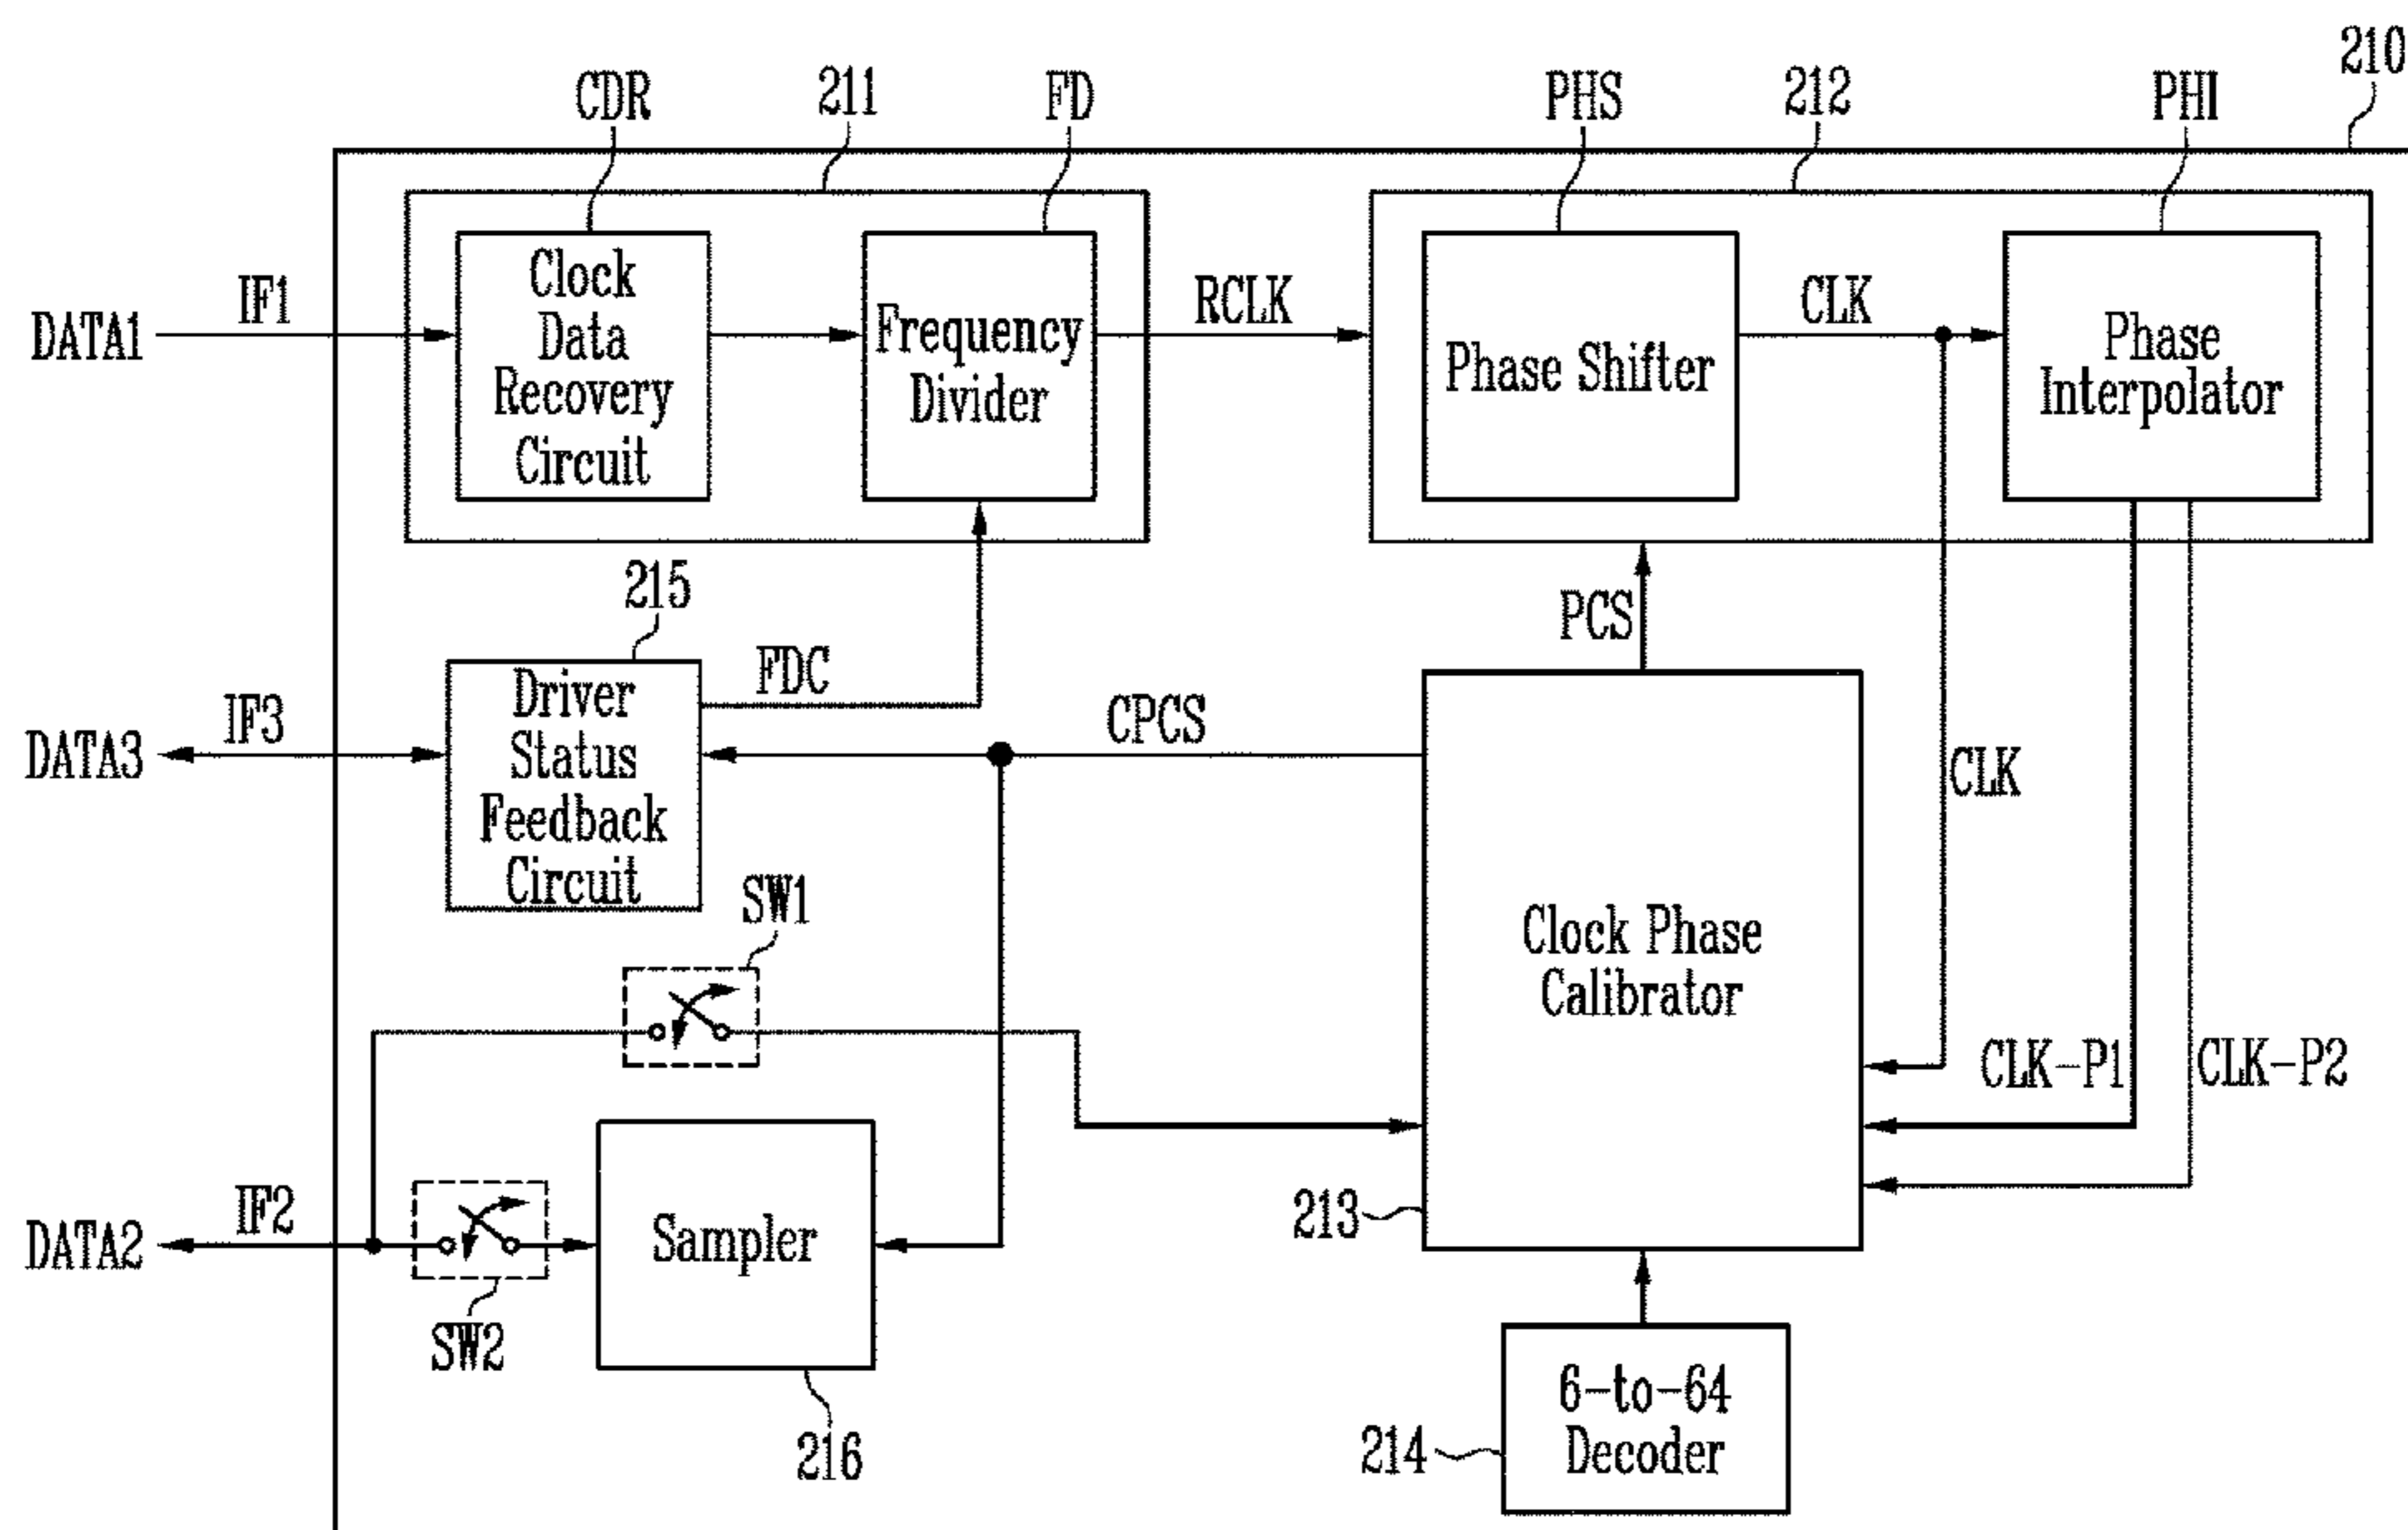 210
CDR
211
FD
PHS
212
PHI
DATA1
IF1
Clock
Data
Recovery
Circuit
Frequency
Divider
RCLK
Phase Shifter
CLK
Phase
Interpolator
215
FDC
PCS
DATA3
IF3
Driver
Status
Feedback
Circuit
CPCS
CLK
SW1
Clock Phase
Calibrator
CLK-P1
CLK-P2
DATA2
IF2
SW2
Sampler
216
213
214
6-to-64
Decoder